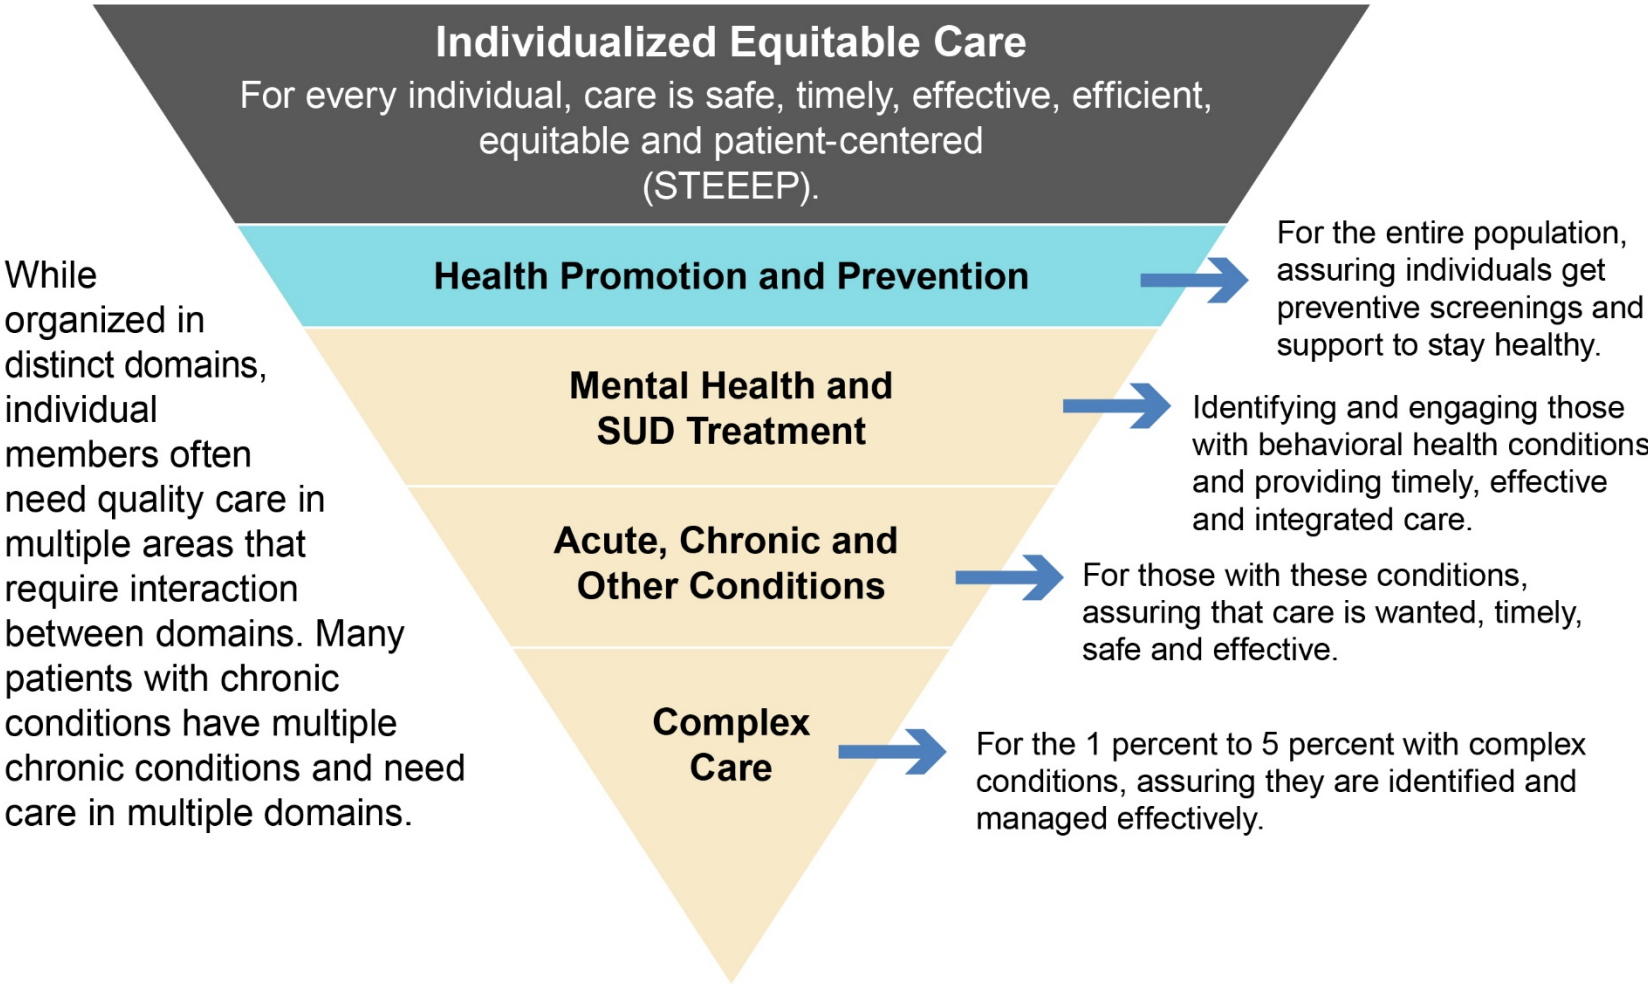 Individualized Equitable Care
For every individual, care is safe, timely, effective, efficient,
equitable and patient-centered
(STEEEP).
Health Promotion and Prevention
For the entire population,
assuring individuals get
preventive screenings and
support to stay healthy.
Mental Health and
SUD Treatment
Identifying and engaging those
with behavioral health conditions
and providing timely, effective
and integrated care.
Acute, Chronic and
Other Conditions
For those with these conditions,
assuring that care is wanted, timely,
safe and effective.
Complex
Care
For the 1 percent to 5 percent with complex
conditions, assuring they are identified and
managed effectively.
While
organized in
distinct domains,
individual
members often
need quality care in
multiple areas that
require interaction
between domains. Many
patients with chronic
conditions have multiple
chronic conditions and need
care in multiple domains.